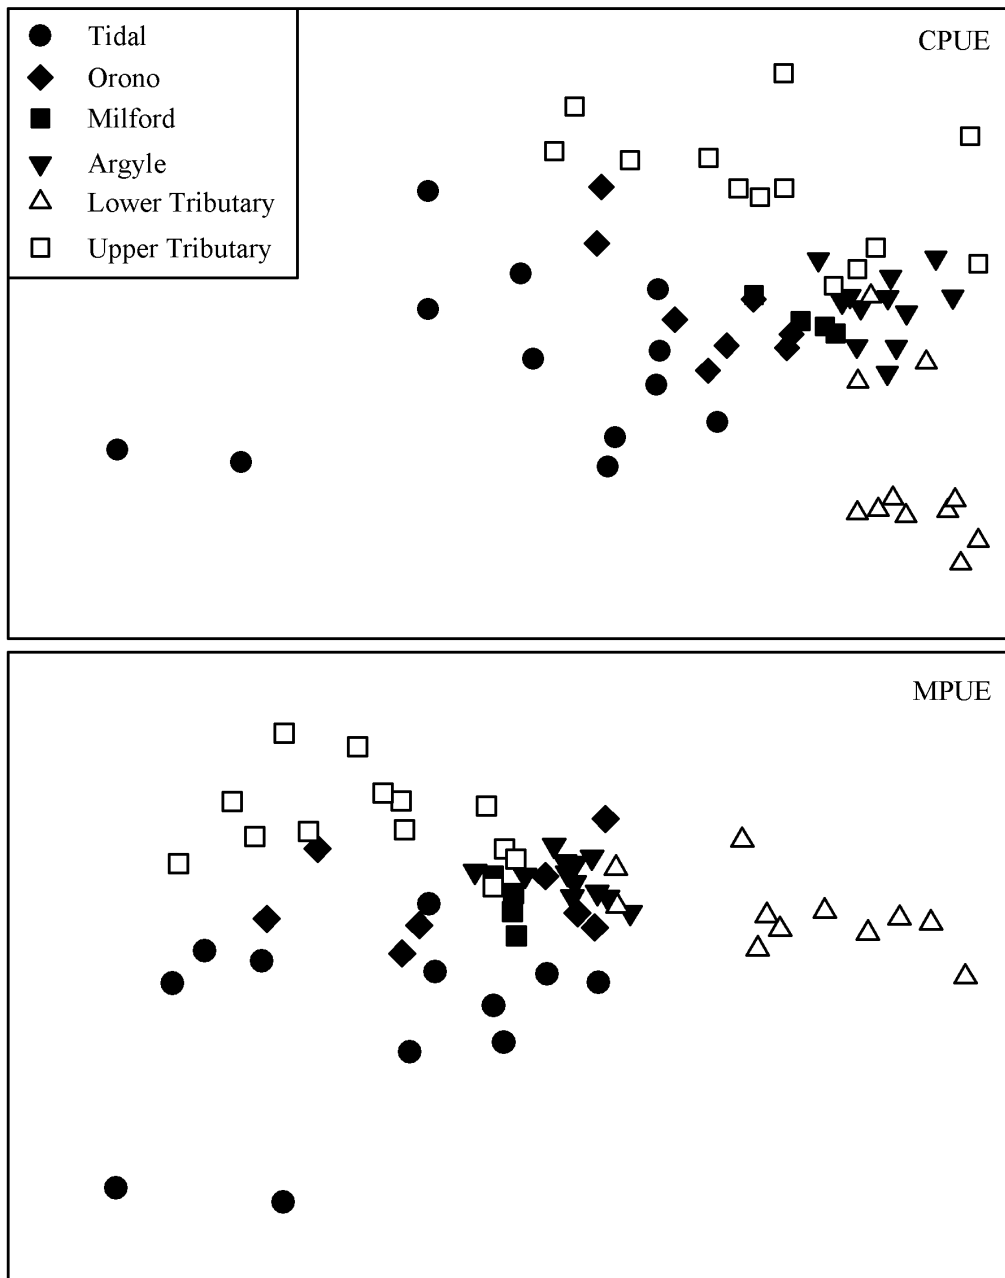 CPUE
Tidal
Orono
Milford
Argyle
Lower Tributary
Upper Tributary
MPUE